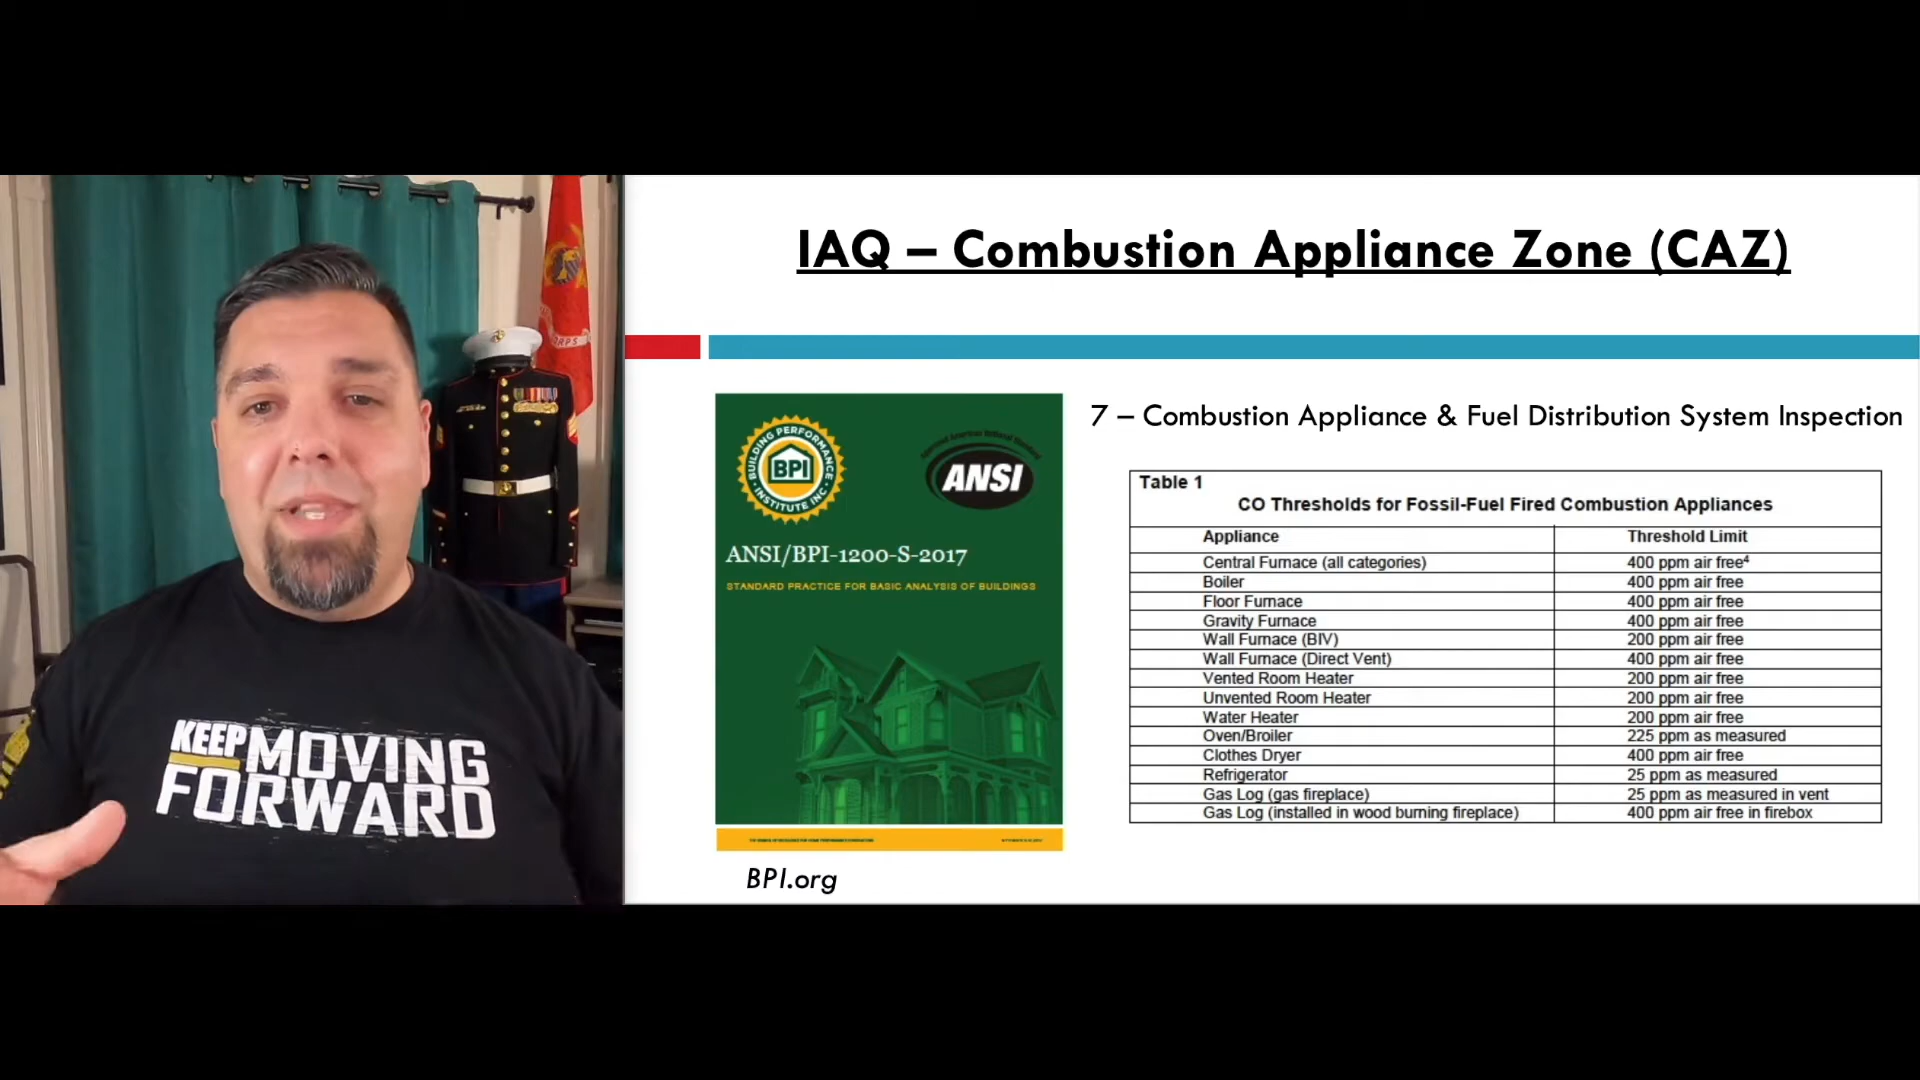 IAQ – Combustion Appliance Zone (CAZ)
7 – Combustion Appliance & Fuel Distribution System Inspection
BUILDING PERFORMANCE
BPI
INSTITUTE INC
ANSI
ANSI/BPI-1200-S-2017
STANDARD PRACTICE FOR BASIC ANALYSIS OF BUILDINGS
BPI.org
Table 1
CO Thresholds for Fossil-Fuel Fired Combustion Appliances
Appliance Threshold Limit
Central Furnace (all categories) 400 ppm air free⁴
Boiler 400 ppm air free
Floor Furnace 400 ppm air free
Gravity Furnace 400 ppm air free
Wall Furnace (BIV) 200 ppm air free
Wall Furnace (Direct Vent) 400 ppm air free
Vented Room Heater 200 ppm air free
Unvented Room Heater 200 ppm air free
Water Heater 200 ppm air free
Oven/Broiler 225 ppm as measured
Clothes Dryer 400 ppm air free
Refrigerator 25 ppm as measured
Gas Log (gas fireplace) 25 ppm as measured in vent
Gas Log (installed in wood burning fireplace) 400 ppm air free in firebox
KEEP MOVING
FORWARD